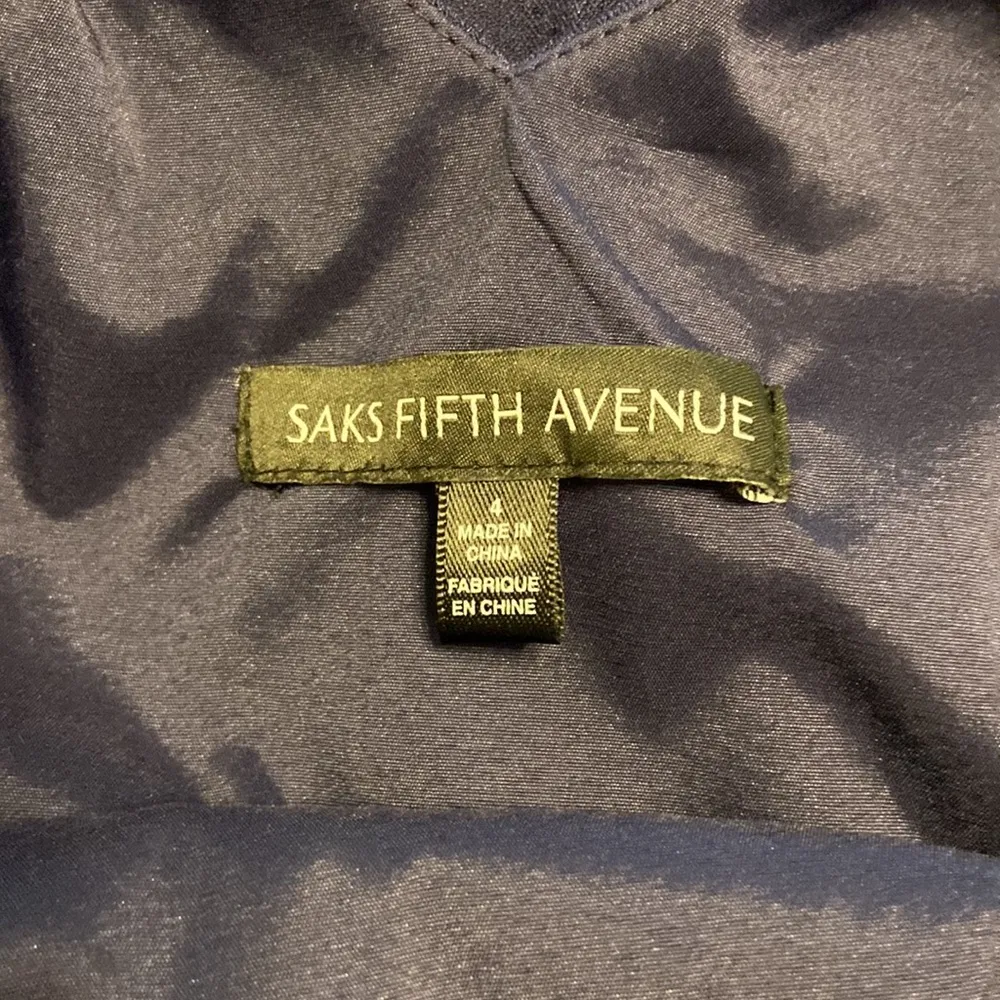 SAKS FIFTH AVENUE
4
MADE IN
CHINA
FABRIQUÉ
EN CHINE